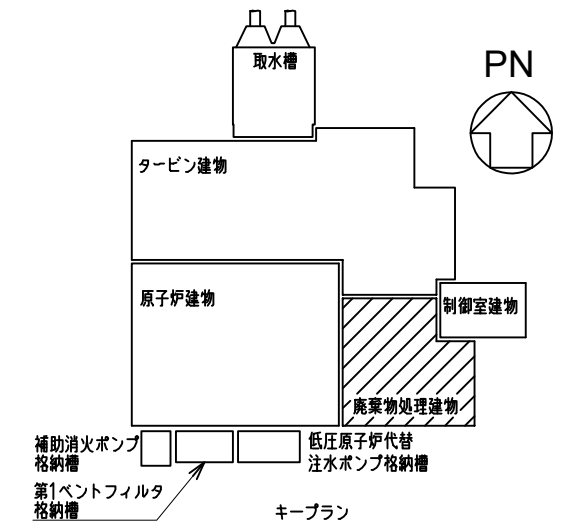 取水槽
PN
タービン建物
原子炉建物
制御室建物
廃棄物処理建物
補助消火ポンプ
格納槽
低圧原子炉代替
注水ポンプ格納槽
第1ベントフィルタ
格納槽
キープラン